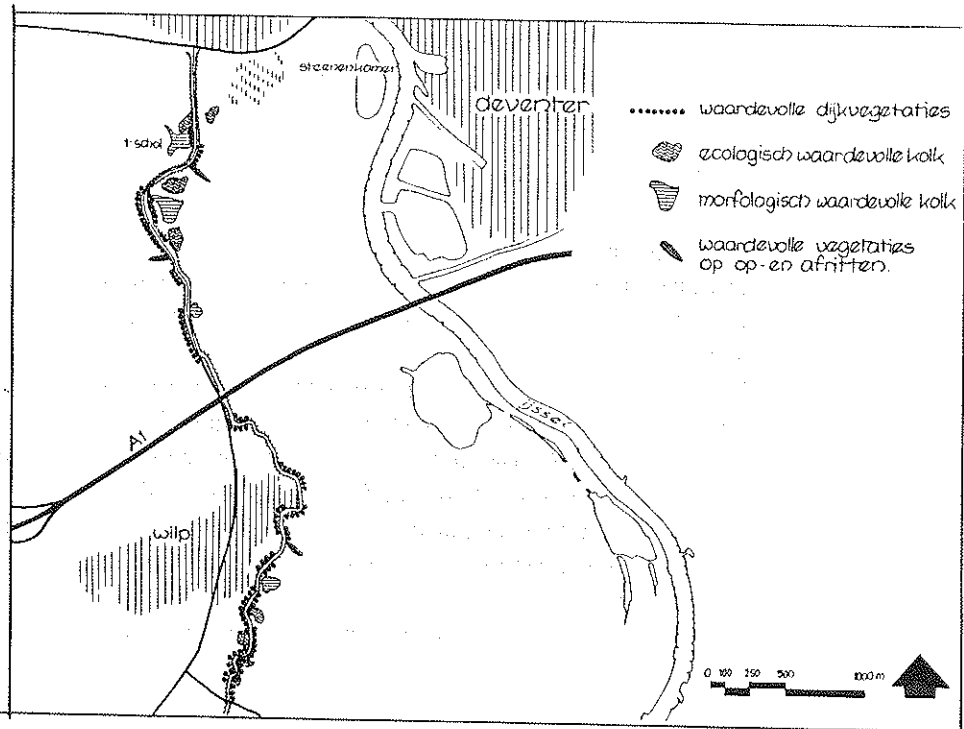 steenenkamer
deventer
t schol
waardevolle dijkvegetaties
ecologisch waardevolle kolk
morfologisch waardevolle kolk
waardevolle vegetaties
op op-en afritten.
ijssel
A1
wilp
0 100 250 500 1000 m